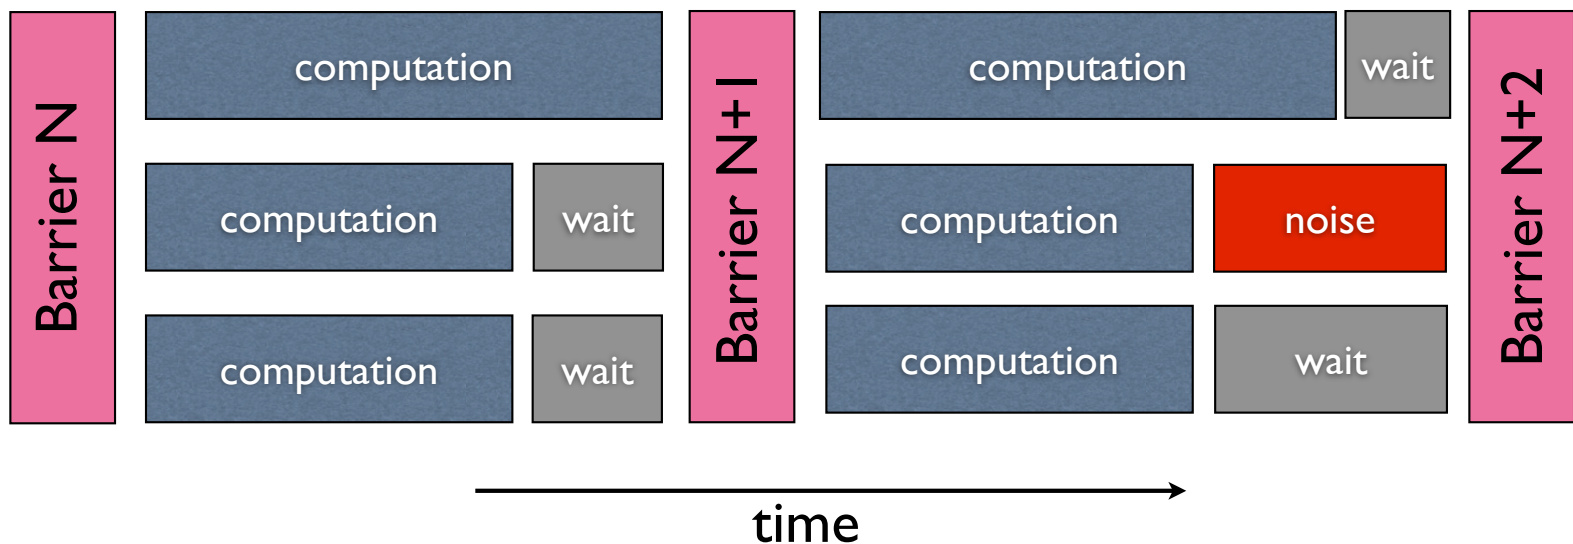 Barrier N
computation
computation
wait
computation
wait
Barrier N+1
computation
wait
computation
noise
computation
wait
Barrier N+2
time